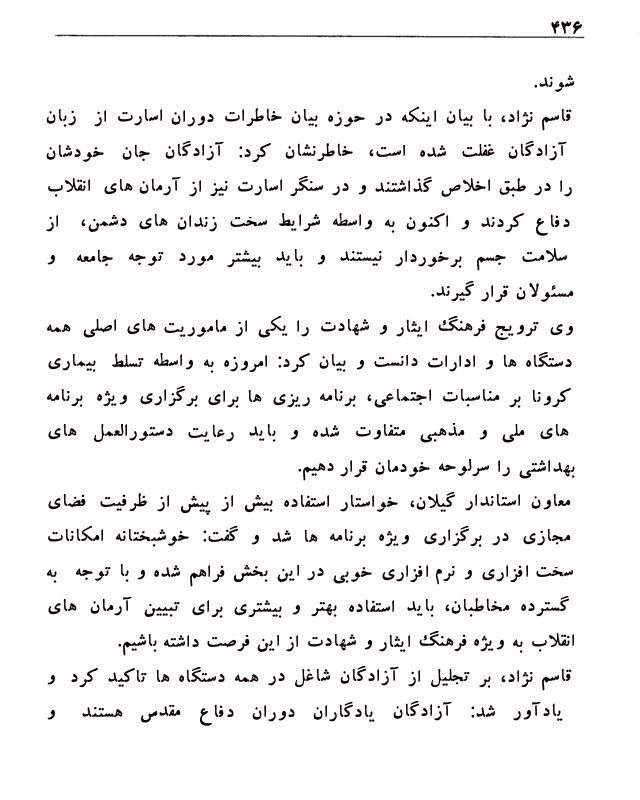 ۴۳۶
شوند.
قاسم نژاد، با بیان اینکه در حوزه بیان خاطرات دوران اسارت از زبان
آزادگان غفلت شده است، خاطرنشان کرد: آزادگان جان خودشان
را در طبق اخلاص گذاشتند و در سنگر اسارت نیز از آرمان های انقلاب
دفاع کردند و اکنون به واسطه شرایط سخت زندان های دشمن، از
سلامت جسم برخوردار نیستند و باید بیشتر مورد توجه جامعه و
مسئولان قرار گیرند.
وی ترویج فرهنگ ایثار و شهادت را یکی از ماموریت های اصلی همه
دستگاه ها و ادارات دانست و بیان کرد: امروزه به واسطه تسلط بیماری
کرونا بر مناسبات اجتماعی، برنامه ریزی ها برای برگزاری ویژه برنامه
های ملی و مذهبی متفاوت شده و باید رعایت دستورالعمل های
بهداشتی را سرلوحه خودمان قرار دهیم.
معاون استاندار گیلان، خواستار استفاده بیش از پیش از ظرفیت فضای
مجازی در برگزاری ویژه برنامه ها شد و گفت: خوشبختانه امکانات
سخت افزاری و نرم افزاری خوبی در این بخش فراهم شده و با توجه به
گسترده مخاطبان، باید استفاده بهتر و بیشتری برای تبیین آرمان های
انقلاب به ویژه فرهنگ ایثار و شهادت از این فرصت داشته باشیم.
قاسم نژاد، بر تجلیل از آزادگان شاغل در همه دستگاه ها تاکید کرد و
یادآور شد: آزادگان یادگاران دوران دفاع مقدس هستند و